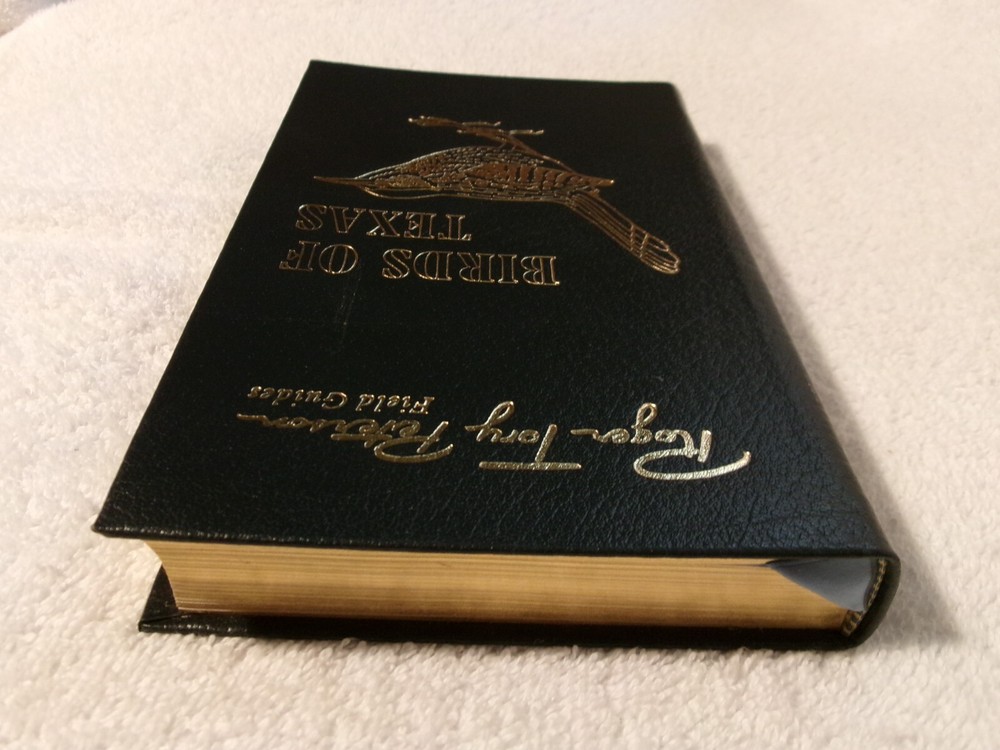 Roger Tory Peterson
Field Guides
BIRDS OF
TEXAS